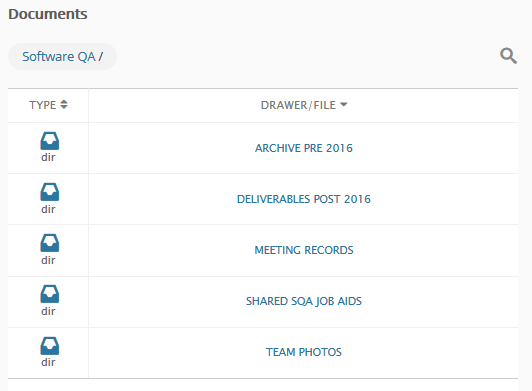 Documents
Software QA /
TYPE DRAWER/FILE
dir ARCHIVE PRE 2016
dir DELIVERABLES POST 2016
dir MEETING RECORDS
dir SHARED SQA JOB AIDS
dir TEAM PHOTOS